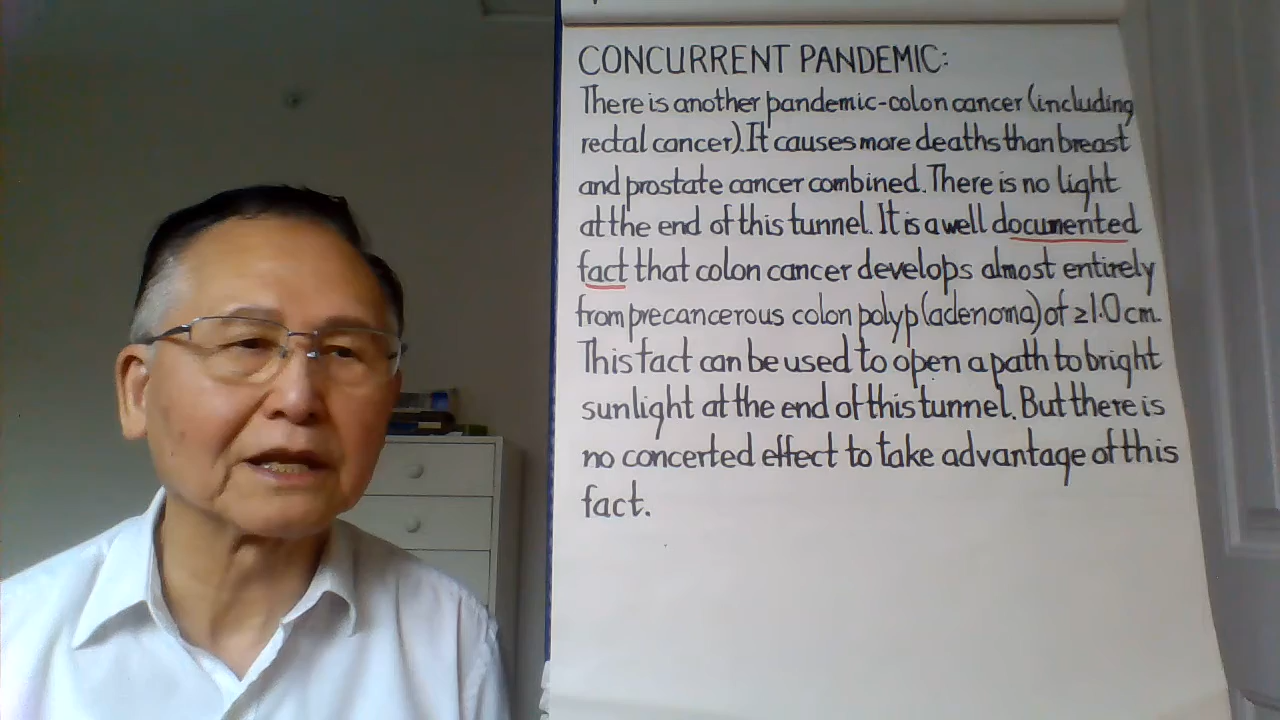 CONCURRENT PANDEMIC:
There is another pandemic-colon cancer (including
rectal cancer). It causes more deaths than breast
and prostate cancer combined. There is no light
at the end of this tunnel. It is a well documented
fact that colon cancer develops almost entirely
from precancerous colon polyp (adenoma) of ≥1.0 cm.
This fact can be used to open a path to bright
sunlight at the end of this tunnel. But there is
no concerted effect to take advantage of this
fact.